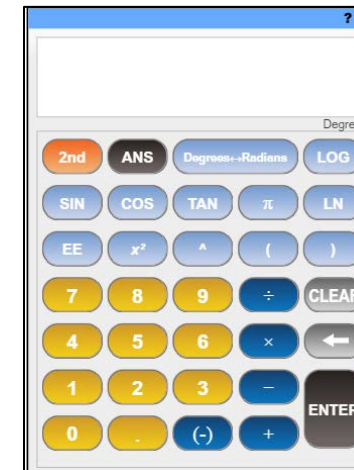 ?
Degre
2nd ANS Degrees↔Radians LOG
SIN COS TAN π LN
EE x² ^ ( )
7 8 9 ÷ CLEAR
4 5 6 × ←
1 2 3 −
ENTER
0 . (-) +